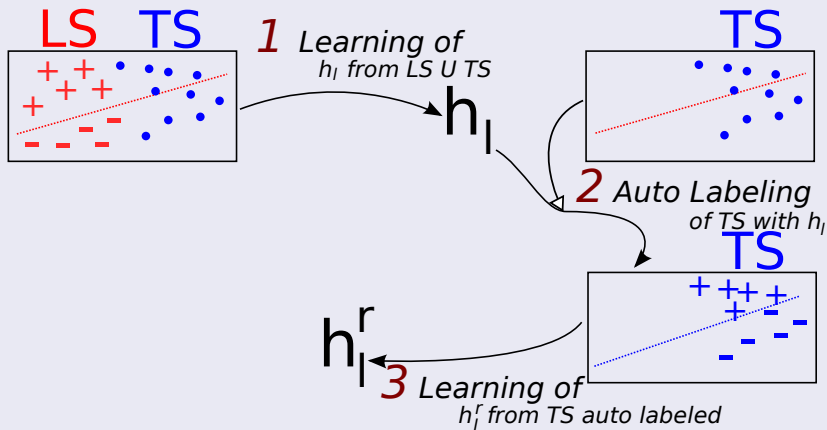 LS TS
1 Learning of
h_l from LS U TS
TS
h_l
2 Auto Labeling
of TS with h_l
TS
h_l^r
3 Learning of
h_l^r from TS auto labeled